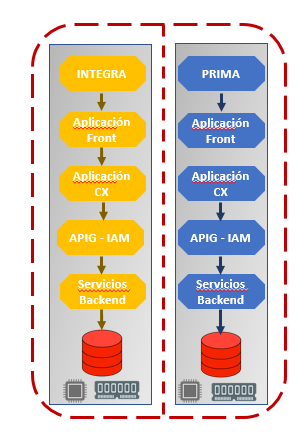 INTEGRA
Aplicación
Front
Aplicación
CX
APIG - IAM
Servicios
Backend
PRIMA
Aplicación
Front
Aplicación
CX
APIG - IAM
Servicios
Backend